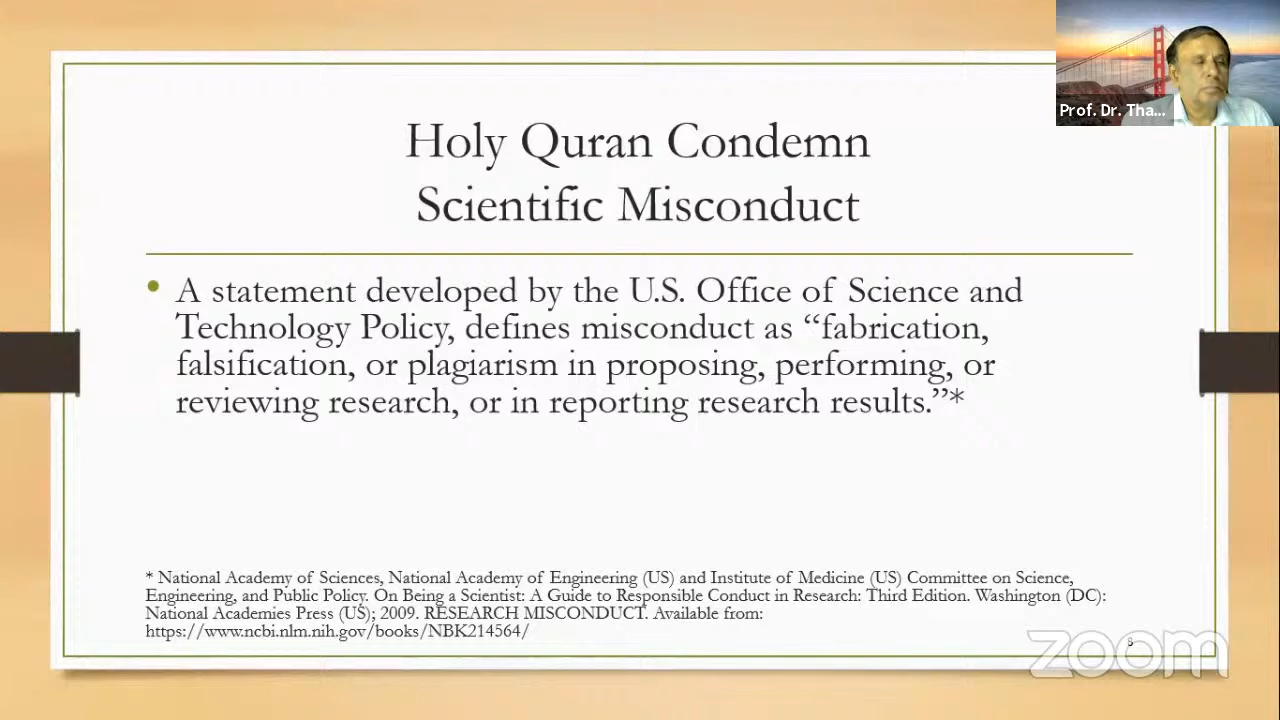 Prof. Dr. Tha...
Holy Quran Condemn
Scientific Misconduct
• A statement developed by the U.S. Office of Science and
Technology Policy, defines misconduct as “fabrication,
falsification, or plagiarism in proposing, performing, or
reviewing research, or in reporting research results.”*
* National Academy of Sciences, National Academy of Engineering (US) and Institute of Medicine (US) Committee on Science,
Engineering, and Public Policy. On Being a Scientist: A Guide to Responsible Conduct in Research: Third Edition. Washington (DC):
National Academies Press (US); 2009. RESEARCH MISCONDUCT. Available from:
https://www.ncbi.nlm.nih.gov/books/NBK214564/
8
zoom